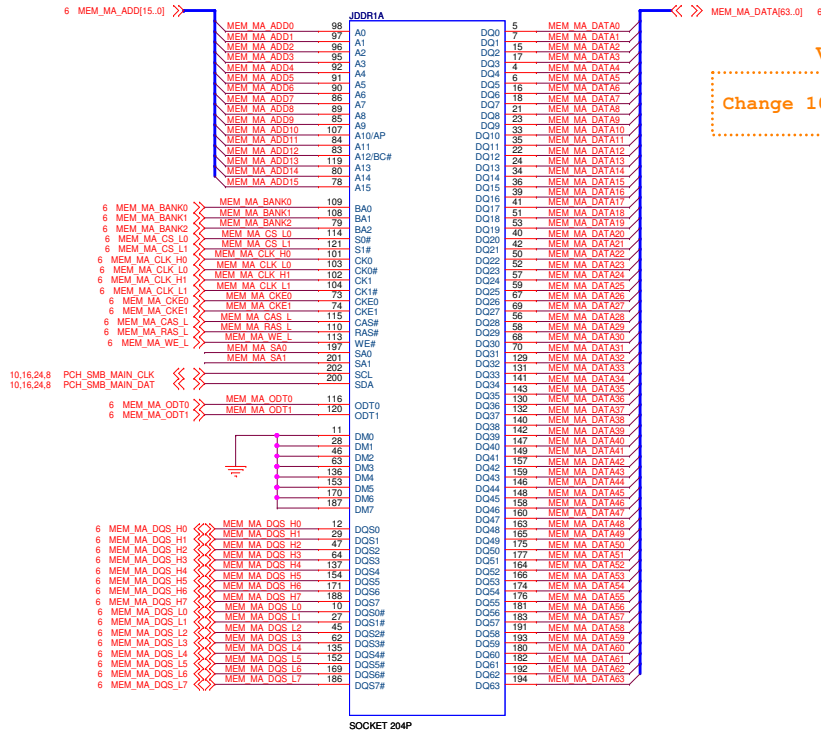 6 MEM_MA_ADD[15..0]
JDDR1A
MEM_MA_DATA[63..0] 6
MEM_MA_ADD0 98 A0
MEM_MA_ADD1 97 A1
MEM_MA_ADD2 96 A2
MEM_MA_ADD3 95 A3
MEM_MA_ADD4 92 A4
MEM_MA_ADD5 91 A5
MEM_MA_ADD6 90 A6
MEM_MA_ADD7 86 A7
MEM_MA_ADD8 89 A8
MEM_MA_ADD9 85 A9
MEM_MA_ADD10 107 A10/AP
MEM_MA_ADD11 84 A11
MEM_MA_ADD12 83 A12/BC#
MEM_MA_ADD13 119 A13
MEM_MA_ADD14 80 A14
MEM_MA_ADD15 78 A15
6 MEM_MA_BANK0 MEM_MA_BANK0 109 BA0
6 MEM_MA_BANK1 MEM_MA_BANK1 108 BA1
6 MEM_MA_BANK2 MEM_MA_BANK2 79 BA2
6 MEM_MA_CS_L0 MEM_MA_CS_L0 114 S0#
6 MEM_MA_CS_L1 MEM_MA_CS_L1 121 S1#
6 MEM_MA_CLK_H0 MEM_MA_CLK_H0 101 CK0
6 MEM_MA_CLK_L0 MEM_MA_CLK_L0 103 CK0#
6 MEM_MA_CLK_H1 MEM_MA_CLK_H1 102 CK1
6 MEM_MA_CLK_L1 MEM_MA_CLK_L1 104 CK1#
6 MEM_MA_CKE0 MEM_MA_CKE0 73 CKE0
6 MEM_MA_CKE1 MEM_MA_CKE1 74 CKE1
6 MEM_MA_CAS_L MEM_MA_CAS_L 115 CAS#
6 MEM_MA_RAS_L MEM_MA_RAS_L 110 RAS#
6 MEM_MA_WE_L MEM_MA_WE_L 113 WE#
MEM_MA_SA0 197 SA0
MEM_MA_SA1 201 SA1
10,16,24,8 PCH_SMB_MAIN_CLK 202 SCL
10,16,24,8 PCH_SMB_MAIN_DAT 200 SDA
6 MEM_MA_ODT0 MEM_MA_ODT0 116 ODT0
6 MEM_MA_ODT1 MEM_MA_ODT1 120 ODT1
11 DM0
28 DM1
46 DM2
63 DM3
136 DM4
153 DM5
170 DM6
187 DM7
6 MEM_MA_DQS_H0 MEM_MA_DQS_H0 12 DQS0
6 MEM_MA_DQS_H1 MEM_MA_DQS_H1 29 DQS1
6 MEM_MA_DQS_H2 MEM_MA_DQS_H2 47 DQS2
6 MEM_MA_DQS_H3 MEM_MA_DQS_H3 64 DQS3
6 MEM_MA_DQS_H4 MEM_MA_DQS_H4 137 DQS4
6 MEM_MA_DQS_H5 MEM_MA_DQS_H5 154 DQS5
6 MEM_MA_DQS_H6 MEM_MA_DQS_H6 171 DQS6
6 MEM_MA_DQS_H7 MEM_MA_DQS_H7 188 DQS7
6 MEM_MA_DQS_L0 MEM_MA_DQS_L0 10 DQS0#
6 MEM_MA_DQS_L1 MEM_MA_DQS_L1 27 DQS1#
6 MEM_MA_DQS_L2 MEM_MA_DQS_L2 45 DQS2#
6 MEM_MA_DQS_L3 MEM_MA_DQS_L3 62 DQS3#
6 MEM_MA_DQS_L4 MEM_MA_DQS_L4 135 DQS4#
6 MEM_MA_DQS_L5 MEM_MA_DQS_L5 152 DQS5#
6 MEM_MA_DQS_L6 MEM_MA_DQS_L6 169 DQS6#
6 MEM_MA_DQS_L7 MEM_MA_DQS_L7 186 DQS7#
DQ0 5 MEM_MA_DATA0
DQ1 7 MEM_MA_DATA1
DQ2 15 MEM_MA_DATA2
DQ3 17 MEM_MA_DATA3
DQ4 4 MEM_MA_DATA4
DQ5 6 MEM_MA_DATA5
DQ6 16 MEM_MA_DATA6
DQ7 18 MEM_MA_DATA7
DQ8 21 MEM_MA_DATA8
DQ9 23 MEM_MA_DATA9
DQ10 33 MEM_MA_DATA10
DQ11 35 MEM_MA_DATA11
DQ12 22 MEM_MA_DATA12
DQ13 24 MEM_MA_DATA13
DQ14 34 MEM_MA_DATA14
DQ15 36 MEM_MA_DATA15
DQ16 39 MEM_MA_DATA16
DQ17 41 MEM_MA_DATA17
DQ18 51 MEM_MA_DATA18
DQ19 53 MEM_MA_DATA19
DQ20 40 MEM_MA_DATA20
DQ21 42 MEM_MA_DATA21
DQ22 50 MEM_MA_DATA22
DQ23 52 MEM_MA_DATA23
DQ24 57 MEM_MA_DATA24
DQ25 59 MEM_MA_DATA25
DQ26 67 MEM_MA_DATA26
DQ27 69 MEM_MA_DATA27
DQ28 56 MEM_MA_DATA28
DQ29 58 MEM_MA_DATA29
DQ30 68 MEM_MA_DATA30
DQ31 70 MEM_MA_DATA31
DQ32 129 MEM_MA_DATA32
DQ33 131 MEM_MA_DATA33
DQ34 141 MEM_MA_DATA34
DQ35 143 MEM_MA_DATA35
DQ36 130 MEM_MA_DATA36
DQ37 132 MEM_MA_DATA37
DQ38 140 MEM_MA_DATA38
DQ39 142 MEM_MA_DATA39
DQ40 147 MEM_MA_DATA40
DQ41 149 MEM_MA_DATA41
DQ42 157 MEM_MA_DATA42
DQ43 159 MEM_MA_DATA43
DQ44 146 MEM_MA_DATA44
DQ45 148 MEM_MA_DATA45
DQ46 158 MEM_MA_DATA46
DQ47 160 MEM_MA_DATA47
DQ48 163 MEM_MA_DATA48
DQ49 165 MEM_MA_DATA49
DQ50 175 MEM_MA_DATA50
DQ51 177 MEM_MA_DATA51
DQ52 164 MEM_MA_DATA52
DQ53 166 MEM_MA_DATA53
DQ54 174 MEM_MA_DATA54
DQ55 176 MEM_MA_DATA55
DQ56 181 MEM_MA_DATA56
DQ57 183 MEM_MA_DATA57
DQ58 191 MEM_MA_DATA58
DQ59 193 MEM_MA_DATA59
DQ60 180 MEM_MA_DATA60
DQ61 182 MEM_MA_DATA61
DQ62 192 MEM_MA_DATA62
DQ63 194 MEM_MA_DATA63
Change
SOCKET 204P